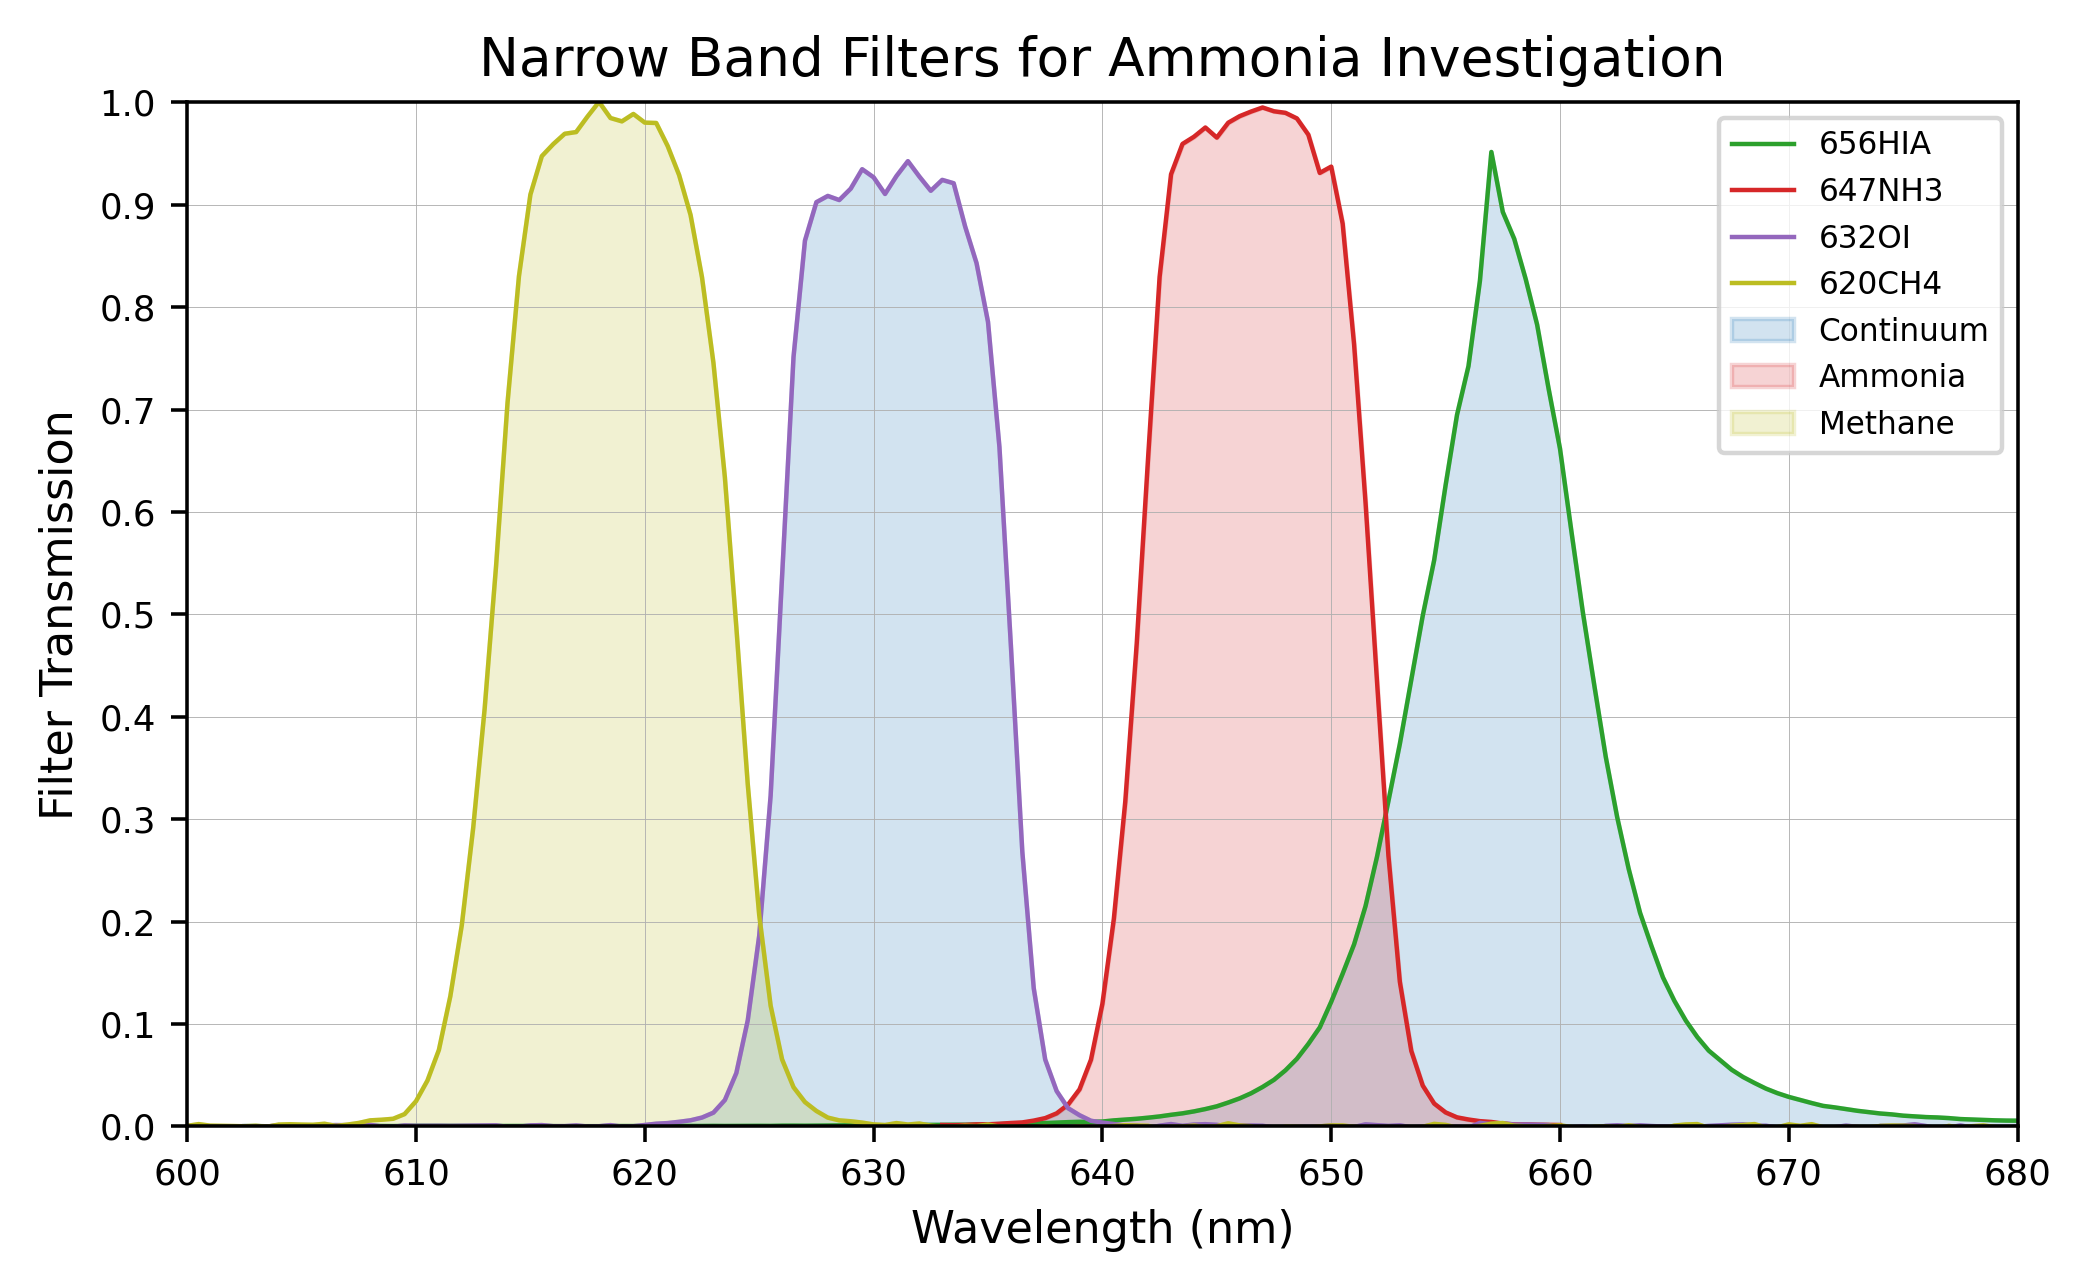 Narrow Band Filters for Ammonia Investigation
1.0
0.9
0.8
0.7
0.6
0.5
0.4
0.3
0.2
0.1
0.0
Filter Transmission
656HIA
647NH3
632OI
620CH4
Continuum
Ammonia
Methane
600 610 620 630 640 650 660 670 680
Wavelength (nm)